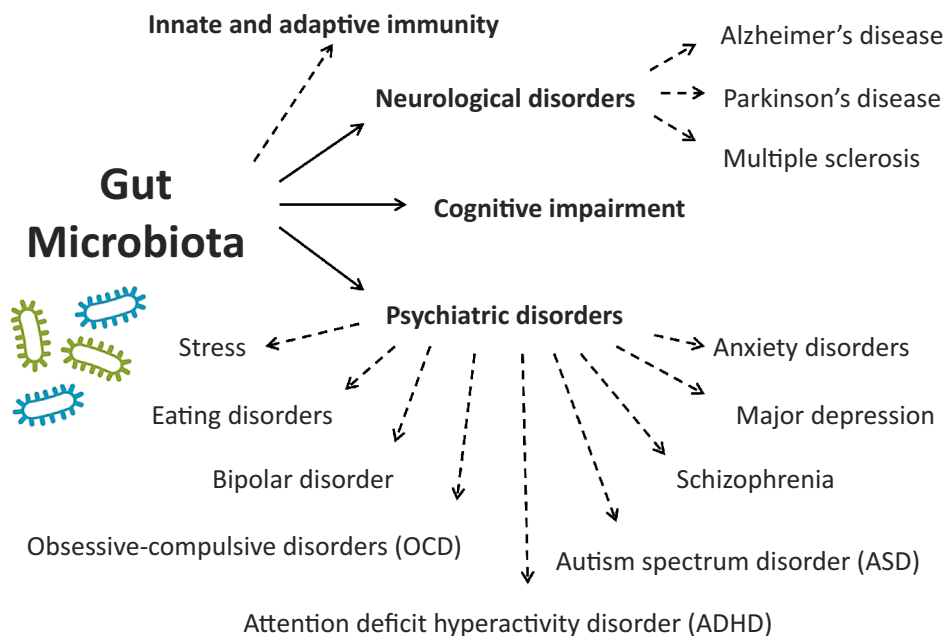 Innate and adaptive immunity
Alzheimer’s disease
Neurological disorders
Parkinson’s disease
Multiple sclerosis
Gut
Microbiota
Cognitive impairment
Psychiatric disorders
Stress
Anxiety disorders
Eating disorders
Major depression
Bipolar disorder
Schizophrenia
Obsessive-compulsive disorders (OCD)
Autism spectrum disorder (ASD)
Attention deficit hyperactivity disorder (ADHD)